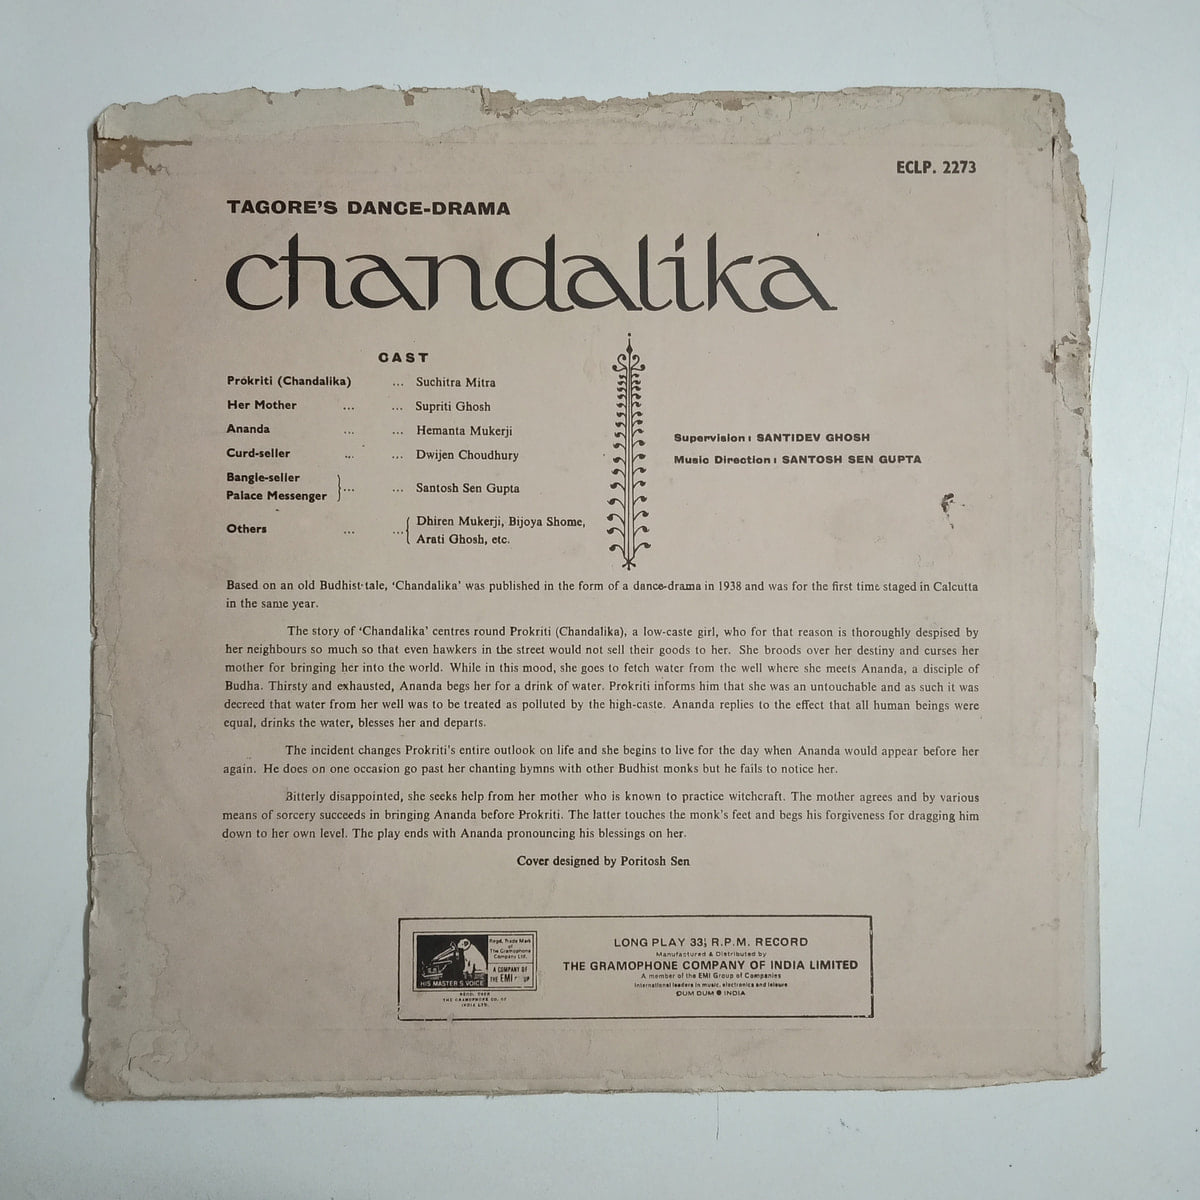 ECLP. 2273
TAGORE'S DANCE-DRAMA
chandalika
CAST
Prokriti (Chandalika) ... Suchitra Mitra
Her Mother ... ... Supriti Ghosh
Ananda ... ... Hemanta Mukerji
Curd-seller ... ... Dwijen Choudhury
Bangle-seller
Palace Messenger } ... ... Santosh Sen Gupta
Others ... ... { Dhiren Mukerji, Bijoya Shome,
Arati Ghosh, etc.
Supervision: SANTIDEV GHOSH
Music Direction: SANTOSH SEN GUPTA
Based on an old Budhist tale, 'Chandalika' was published in the form of a dance-drama in 1938 and was for the first time staged in Calcutta
in the same year.
The story of 'Chandalika' centres round Prokriti (Chandalika), a low-caste girl, who for that reason is thoroughly despised by
her neighbours so much so that even hawkers in the street would not sell their goods to her. She broods over her destiny and curses her
mother for bringing her into the world. While in this mood, she goes to fetch water from the well where she meets Ananda, a disciple of
Budha. Thirsty and exhausted, Ananda begs her for a drink of water. Prokriti informs him that she was an untouchable and as such it was
decreed that water from her well was to be treated as polluted by the high-caste. Ananda replies to the effect that all human beings were
equal, drinks the water, blesses her and departs.
The incident changes Prokriti's entire outlook on life and she begins to live for the day when Ananda would appear before her
again. He does on one occasion go past her chanting hymns with other Budhist monks but he fails to notice her.
Bitterly disappointed, she seeks help from her mother who is known to practice witchcraft. The mother agrees and by various
means of sorcery succeeds in bringing Ananda before Prokriti. The latter touches the monk's feet and begs his forgiveness for dragging him
down to her own level. The play ends with Ananda pronouncing his blessings on her.
Cover designed by Poritosh Sen
HIS MASTER'S VOICE
Regd. Trade Mark
of
The Gramophone
Company Ltd.
A COMPANY OF
THE EMI
REGD. USER
THE GRAMOPHONE CO. OF
INDIA LTD.
LONG PLAY 33⅓ R.P.M. RECORD
Manufactured & Distributed by
THE GRAMOPHONE COMPANY OF INDIA LIMITED
A member of the EMI Group of Companies
International leaders in music, electronics and leisure
DUM DUM ● INDIA